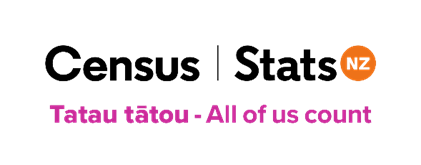 Census | Stats NZ
Tatau tātou - All of us count